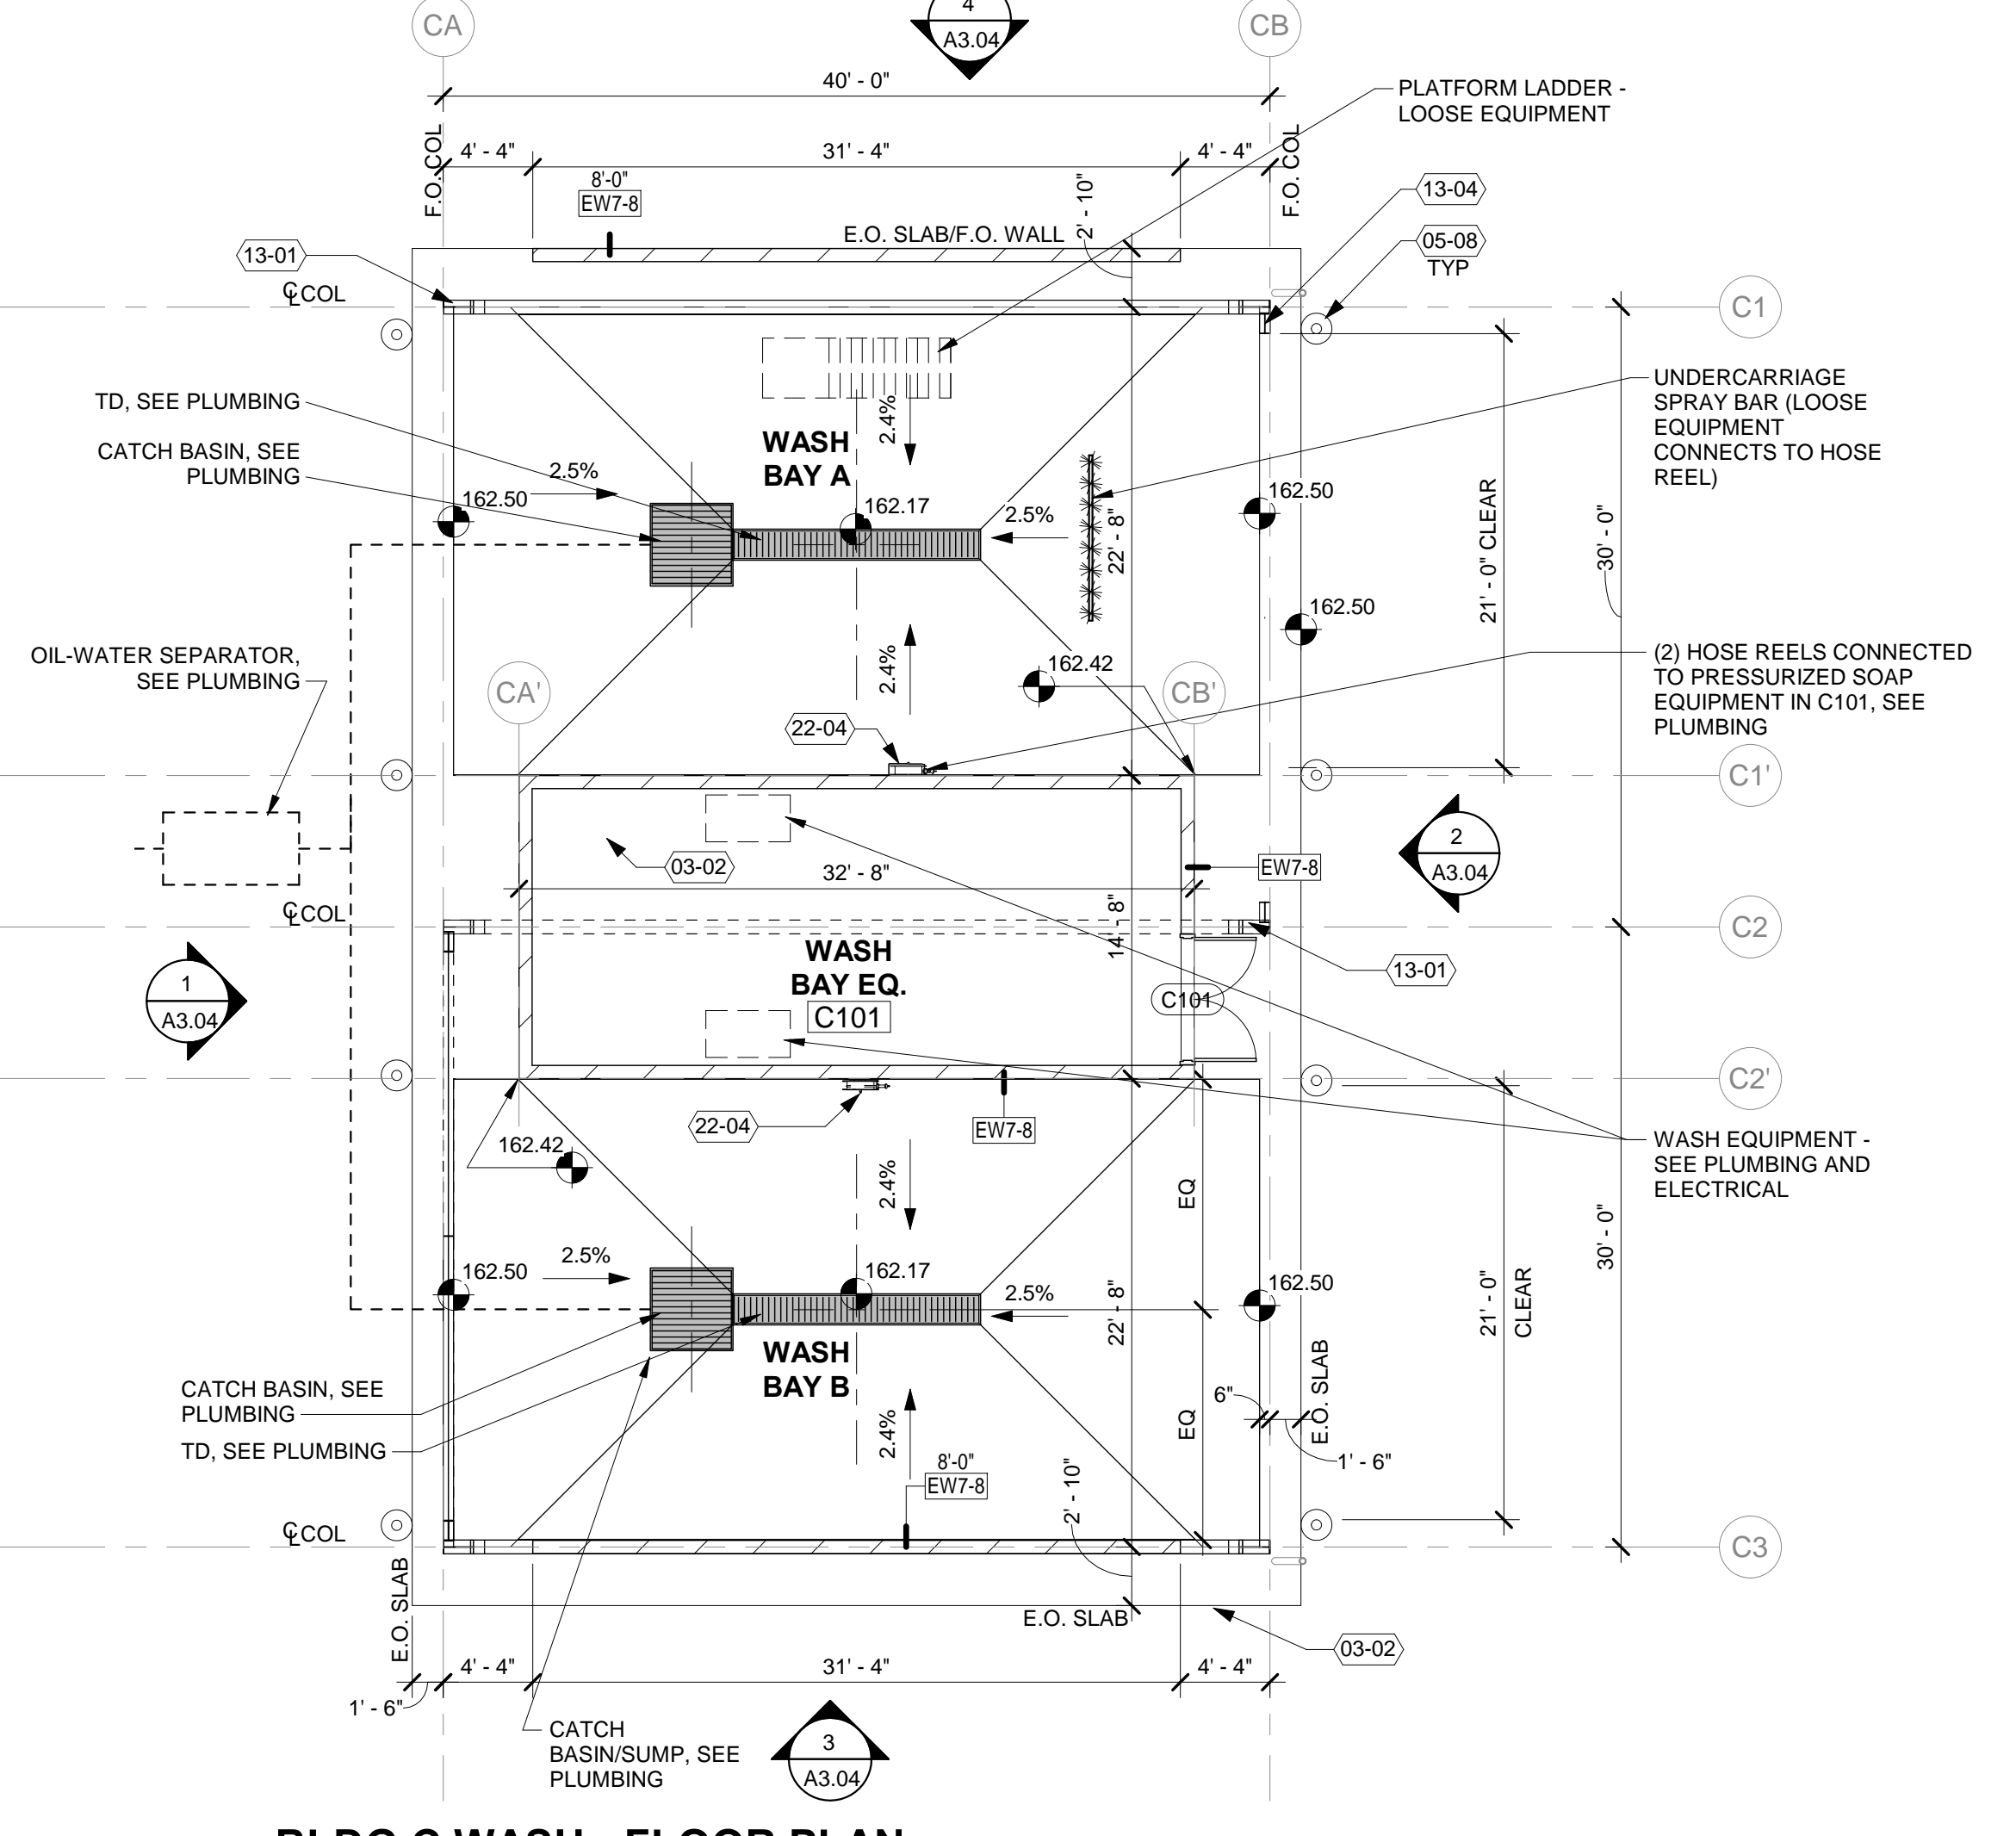 4
A3.04
CA
CB
40' - 0"
4' - 4"
31' - 4"
4' - 4"
F.O. COL
F.O. COL
PLATFORM LADDER -
LOOSE EQUIPMENT
8'-0"
EW7-8
E.O. SLAB/F.O. WALL
2' - 10"
13-04
05-08
TYP
13-01
℄ COL
C1
TD, SEE PLUMBING
CATCH BASIN, SEE
PLUMBING
2.5%
162.50
WASH
BAY A
2.4%
162.17
2.5%
22' - 8"
162.50
162.50
21' - 0" CLEAR
30' - 0"
UNDERCARRIAGE
SPRAY BAR (LOOSE
EQUIPMENT
CONNECTS TO HOSE
REEL)
OIL-WATER SEPARATOR,
SEE PLUMBING
CA'
2.4%
162.42
CB'
22-04
(2) HOSE REELS CONNECTED
TO PRESSURIZED SOAP
EQUIPMENT IN C101, SEE
PLUMBING
C1'
03-02
32' - 8"
EW7-8
2
A3.04
℄ COL
14' - 8"
C2
WASH
BAY EQ.
C101
C101
13-01
1
A3.04
C2'
22-04
EW7-8
162.42
2.4%
EQ
WASH EQUIPMENT -
SEE PLUMBING AND
ELECTRICAL
30' - 0"
2.5%
162.50
162.17
2.5%
22' - 8"
162.50
21' - 0"
CLEAR
WASH
BAY B
CATCH BASIN, SEE
PLUMBING
TD, SEE PLUMBING
2.4%
8'-0"
EW7-8
2' - 10"
EQ
6"
E.O. SLAB
1' - 6"
℄ COL
C3
E.O. SLAB
E.O. SLAB
03-02
4' - 4"
31' - 4"
4' - 4"
1' - 6"
CATCH
BASIN/SUMP, SEE
PLUMBING
3
A3.04
BLDG C WASH - FLOOR PLAN